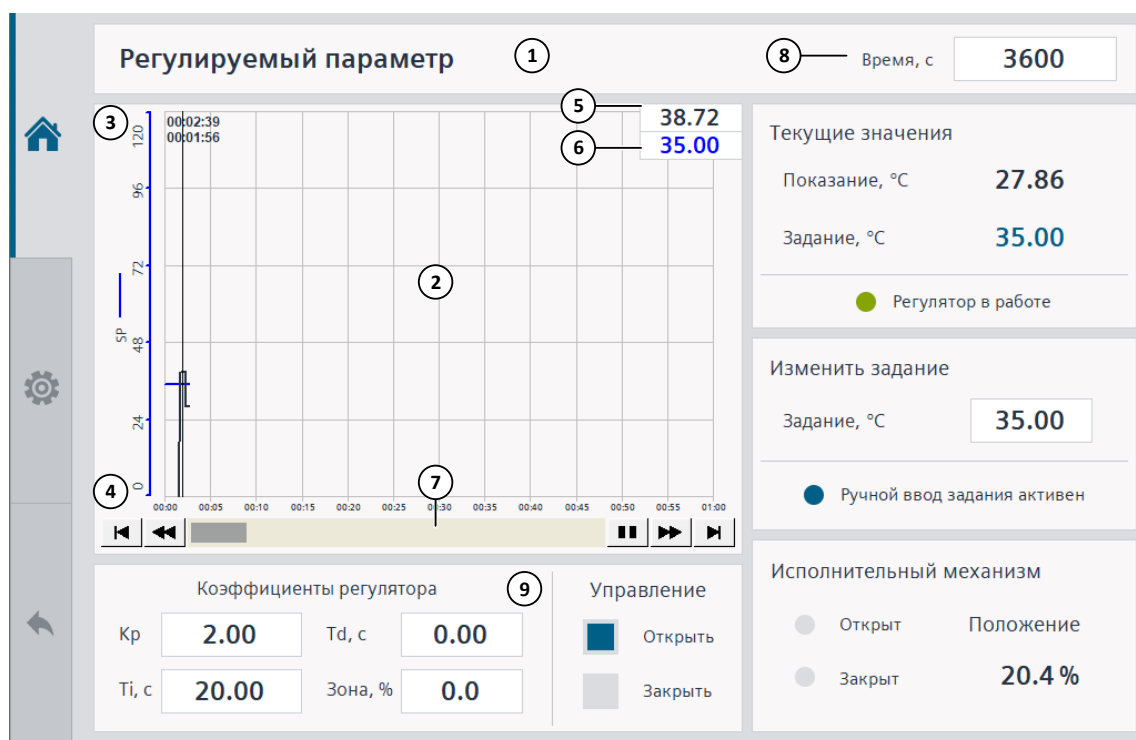 Регулируемый параметр
1
8
Время, с
3600
3
120
96
72
48
24
0
SP
00:02:39
00:01:56
5
38.72
6
35.00
2
4
7
00:00 00:05 00:10 00:15 00:20 00:25 00:30 00:35 00:40 00:45 00:50 00:55 01:00
Текущие значения
Показание, °C 27.86
Задание, °C 35.00
Регулятор в работе
Изменить задание
Задание, °C 35.00
Ручной ввод задания активен
Коэффициенты регулятора
9
Kp 2.00 Td, с 0.00
Ti, с 20.00 Зона, % 0.0
Управление
Открыть
Закрыть
Исполнительный механизм
Открыт Положение
Закрыт 20.4 %